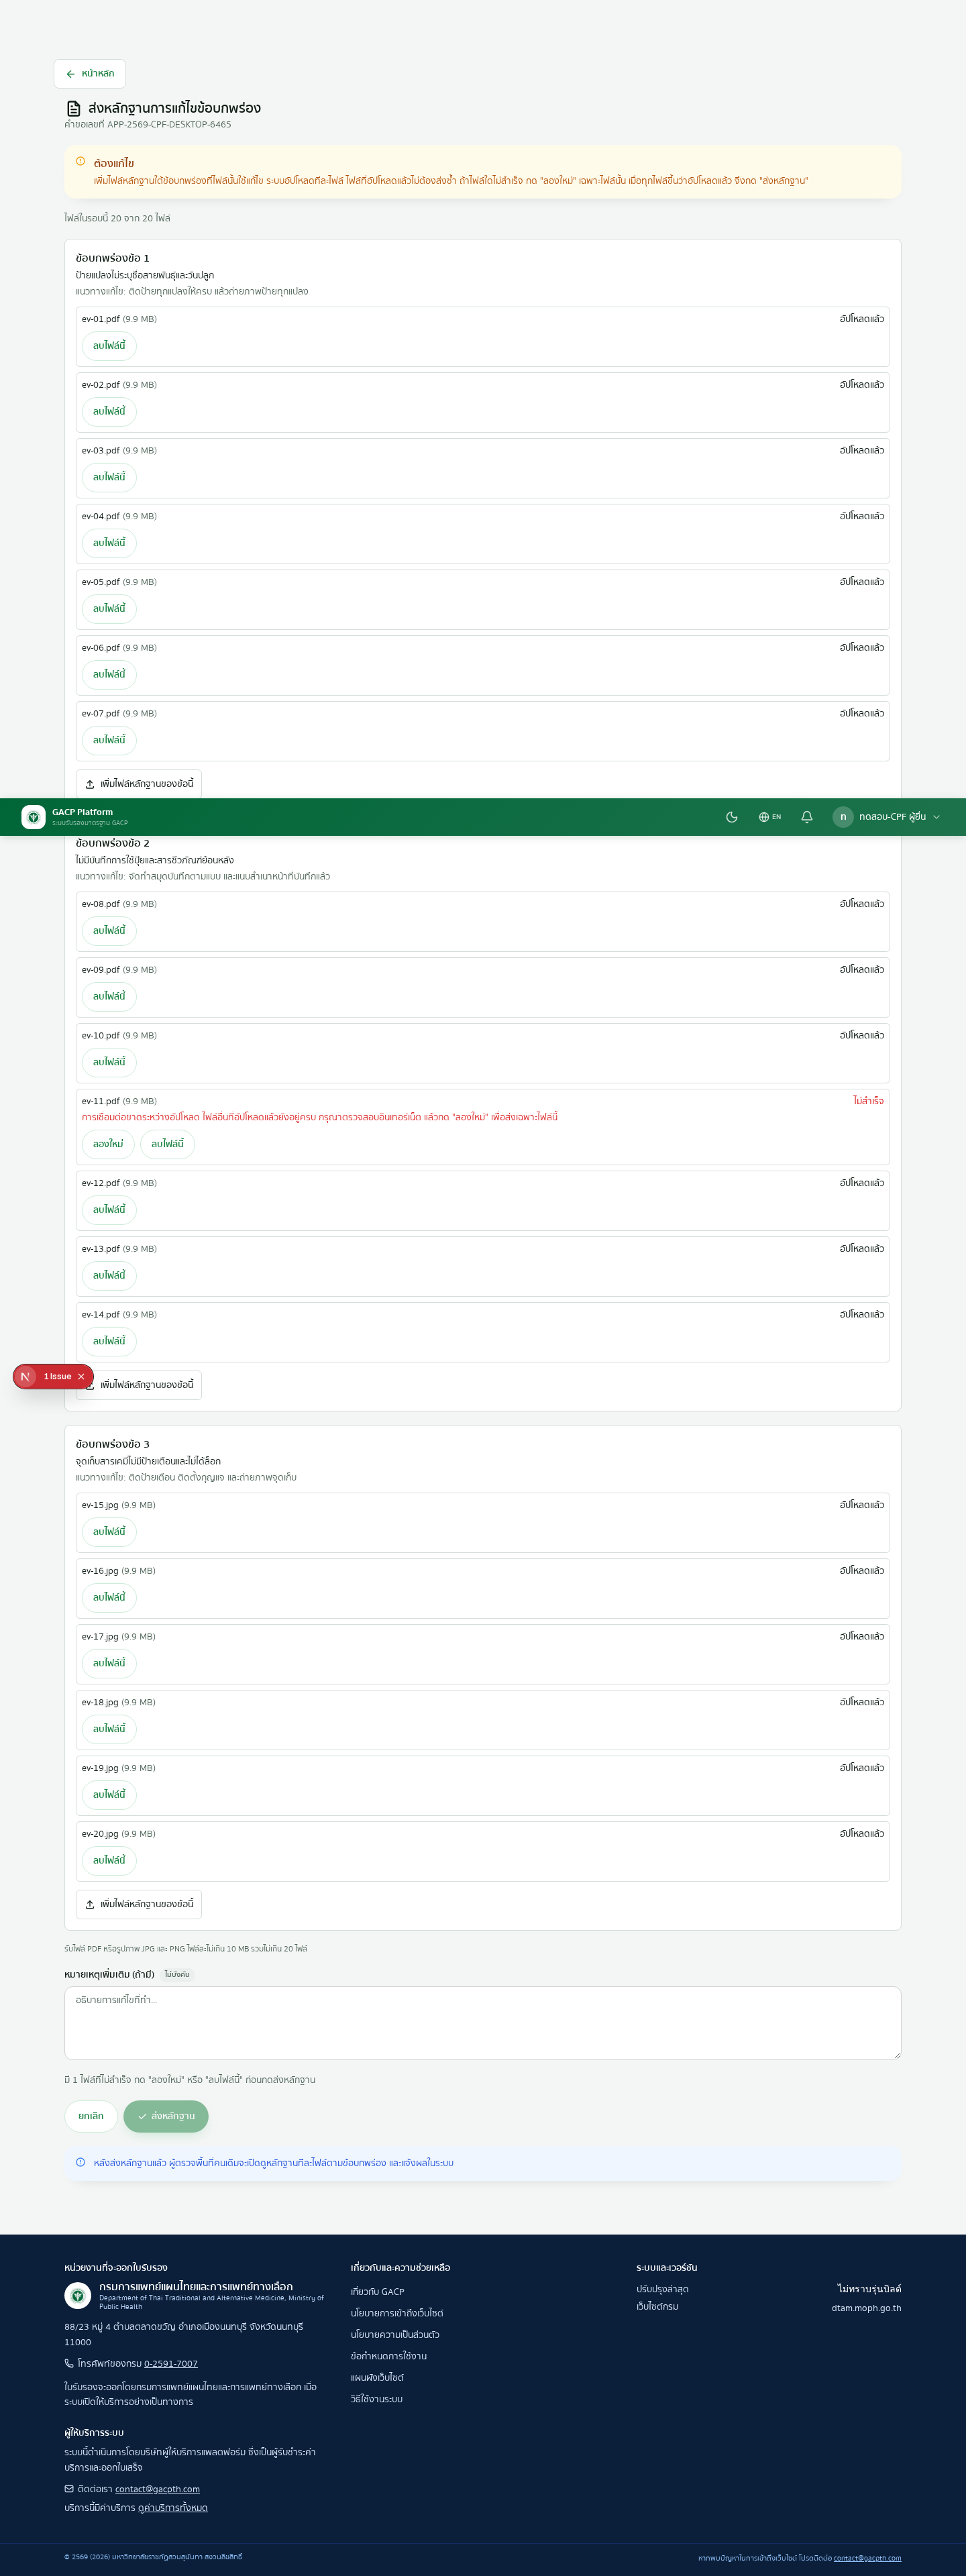 หน้าหลัก
ส่งหลักฐานการแก้ไขข้อบกพร่อง
คำขอเลขที่ APP-2569-CPF-DESKTOP-6465
ต้องแก้ไข
เพิ่มไฟล์หลักฐานใต้ข้อบกพร่องที่ไฟล์นั้นใช้แก้ไข ระบบอัปโหลดทีละไฟล์ ไฟล์ที่อัปโหลดแล้วไม่ต้องส่งซ้ำ ถ้าไฟล์ใดไม่สำเร็จ กด "ลองใหม่" เฉพาะไฟล์นั้น เมื่อทุกไฟล์ขึ้นว่าอัปโหลดแล้ว จึงกด "ส่งหลักฐาน"
ไฟล์ในรอบนี้ 20 จาก 20 ไฟล์
ข้อบกพร่องข้อ 1
ป้ายแปลงไม่ระบุชื่อสายพันธุ์และวันปลูก
แนวทางแก้ไข: ติดป้ายทุกแปลงให้ครบ แล้วถ่ายภาพป้ายทุกแปลง
ev-01.pdf (9.9 MB) อัปโหลดแล้ว
ลบไฟล์นี้
ev-02.pdf (9.9 MB) อัปโหลดแล้ว
ลบไฟล์นี้
ev-03.pdf (9.9 MB) อัปโหลดแล้ว
ลบไฟล์นี้
ev-04.pdf (9.9 MB) อัปโหลดแล้ว
ลบไฟล์นี้
ev-05.pdf (9.9 MB) อัปโหลดแล้ว
ลบไฟล์นี้
ev-06.pdf (9.9 MB) อัปโหลดแล้ว
ลบไฟล์นี้
ev-07.pdf (9.9 MB) อัปโหลดแล้ว
ลบไฟล์นี้
เพิ่มไฟล์หลักฐานของข้อนี้
GACP Platform
ระบบรับรองมาตรฐาน GACP
EN
ท ทดสอบ-CPF ผู้ยื่น
ข้อบกพร่องข้อ 2
ไม่มีบันทึกการใช้ปุ๋ยและสารชีวภัณฑ์ย้อนหลัง
แนวทางแก้ไข: จัดทำสมุดบันทึกตามแบบ และแนบสำเนาหน้าที่บันทึกแล้ว
ev-08.pdf (9.9 MB) อัปโหลดแล้ว
ลบไฟล์นี้
ev-09.pdf (9.9 MB) อัปโหลดแล้ว
ลบไฟล์นี้
ev-10.pdf (9.9 MB) อัปโหลดแล้ว
ลบไฟล์นี้
ev-11.pdf (9.9 MB) ไม่สำเร็จ
การเชื่อมต่อขาดระหว่างอัปโหลด ไฟล์อื่นที่อัปโหลดแล้วยังอยู่ครบ กรุณาตรวจสอบอินเทอร์เน็ต แล้วกด "ลองใหม่" เพื่อส่งเฉพาะไฟล์นี้
ลองใหม่ ลบไฟล์นี้
ev-12.pdf (9.9 MB) อัปโหลดแล้ว
ลบไฟล์นี้
ev-13.pdf (9.9 MB) อัปโหลดแล้ว
ลบไฟล์นี้
ev-14.pdf (9.9 MB) อัปโหลดแล้ว
ลบไฟล์นี้
1 Issue
เพิ่มไฟล์หลักฐานของข้อนี้
ข้อบกพร่องข้อ 3
จุดเก็บสารเคมีไม่มีป้ายเตือนและไม่ได้ล็อก
แนวทางแก้ไข: ติดป้ายเตือน ติดตั้งกุญแจ และถ่ายภาพจุดเก็บ
ev-15.jpg (9.9 MB) อัปโหลดแล้ว
ลบไฟล์นี้
ev-16.jpg (9.9 MB) อัปโหลดแล้ว
ลบไฟล์นี้
ev-17.jpg (9.9 MB) อัปโหลดแล้ว
ลบไฟล์นี้
ev-18.jpg (9.9 MB) อัปโหลดแล้ว
ลบไฟล์นี้
ev-19.jpg (9.9 MB) อัปโหลดแล้ว
ลบไฟล์นี้
ev-20.jpg (9.9 MB) อัปโหลดแล้ว
ลบไฟล์นี้
เพิ่มไฟล์หลักฐานของข้อนี้
รับไฟล์ PDF หรือรูปภาพ JPG และ PNG ไฟล์ละไม่เกิน 10 MB รวมไม่เกิน 20 ไฟล์
หมายเหตุเพิ่มเติม (ถ้ามี) ไม่บังคับ
อธิบายการแก้ไขที่ทำ...
มี 1 ไฟล์ที่ไม่สำเร็จ กด "ลองใหม่" หรือ "ลบไฟล์นี้" ก่อนกดส่งหลักฐาน
ยกเลิก ส่งหลักฐาน
หลังส่งหลักฐานแล้ว ผู้ตรวจพื้นที่คนเดิมจะเปิดดูหลักฐานทีละไฟล์ตามข้อบกพร่อง และแจ้งผลในระบบ
หน่วยงานที่จะออกใบรับรอง
กรมการแพทย์แผนไทยและการแพทย์ทางเลือก
Department of Thai Traditional and Alternative Medicine, Ministry of
Public Health
88/23 หมู่ 4 ตำบลตลาดขวัญ อำเภอเมืองนนทบุรี จังหวัดนนทบุรี
11000
โทรศัพท์ของกรม 0-2591-7007
ใบรับรองจะออกโดยกรมการแพทย์แผนไทยและการแพทย์ทางเลือก เมื่อ
ระบบเปิดให้บริการอย่างเป็นทางการ
ผู้ให้บริการระบบ
ระบบนี้ดำเนินการโดยบริษัทผู้ให้บริการแพลตฟอร์ม ซึ่งเป็นผู้รับชำระค่า
บริการและออกใบเสร็จ
ติดต่อเรา contact@gacpth.com
บริการนี้มีค่าบริการ ดูค่าบริการทั้งหมด
เกี่ยวกับและความช่วยเหลือ
เกี่ยวกับ GACP
นโยบายการเข้าถึงเว็บไซต์
นโยบายความเป็นส่วนตัว
ข้อกำหนดการใช้งาน
แผนผังเว็บไซต์
วิธีใช้งานระบบ
ระบบและเวอร์ชัน
ปรับปรุงล่าสุด ไม่ทราบรุ่นบิลด์
เว็บไซต์กรม dtam.moph.go.th
© 2569 (2026) มหาวิทยาลัยราชภัฏสวนสุนันทา สงวนลิขสิทธิ์
หากพบปัญหาในการเข้าถึงเว็บไซต์ โปรดติดต่อ contact@gacpth.com